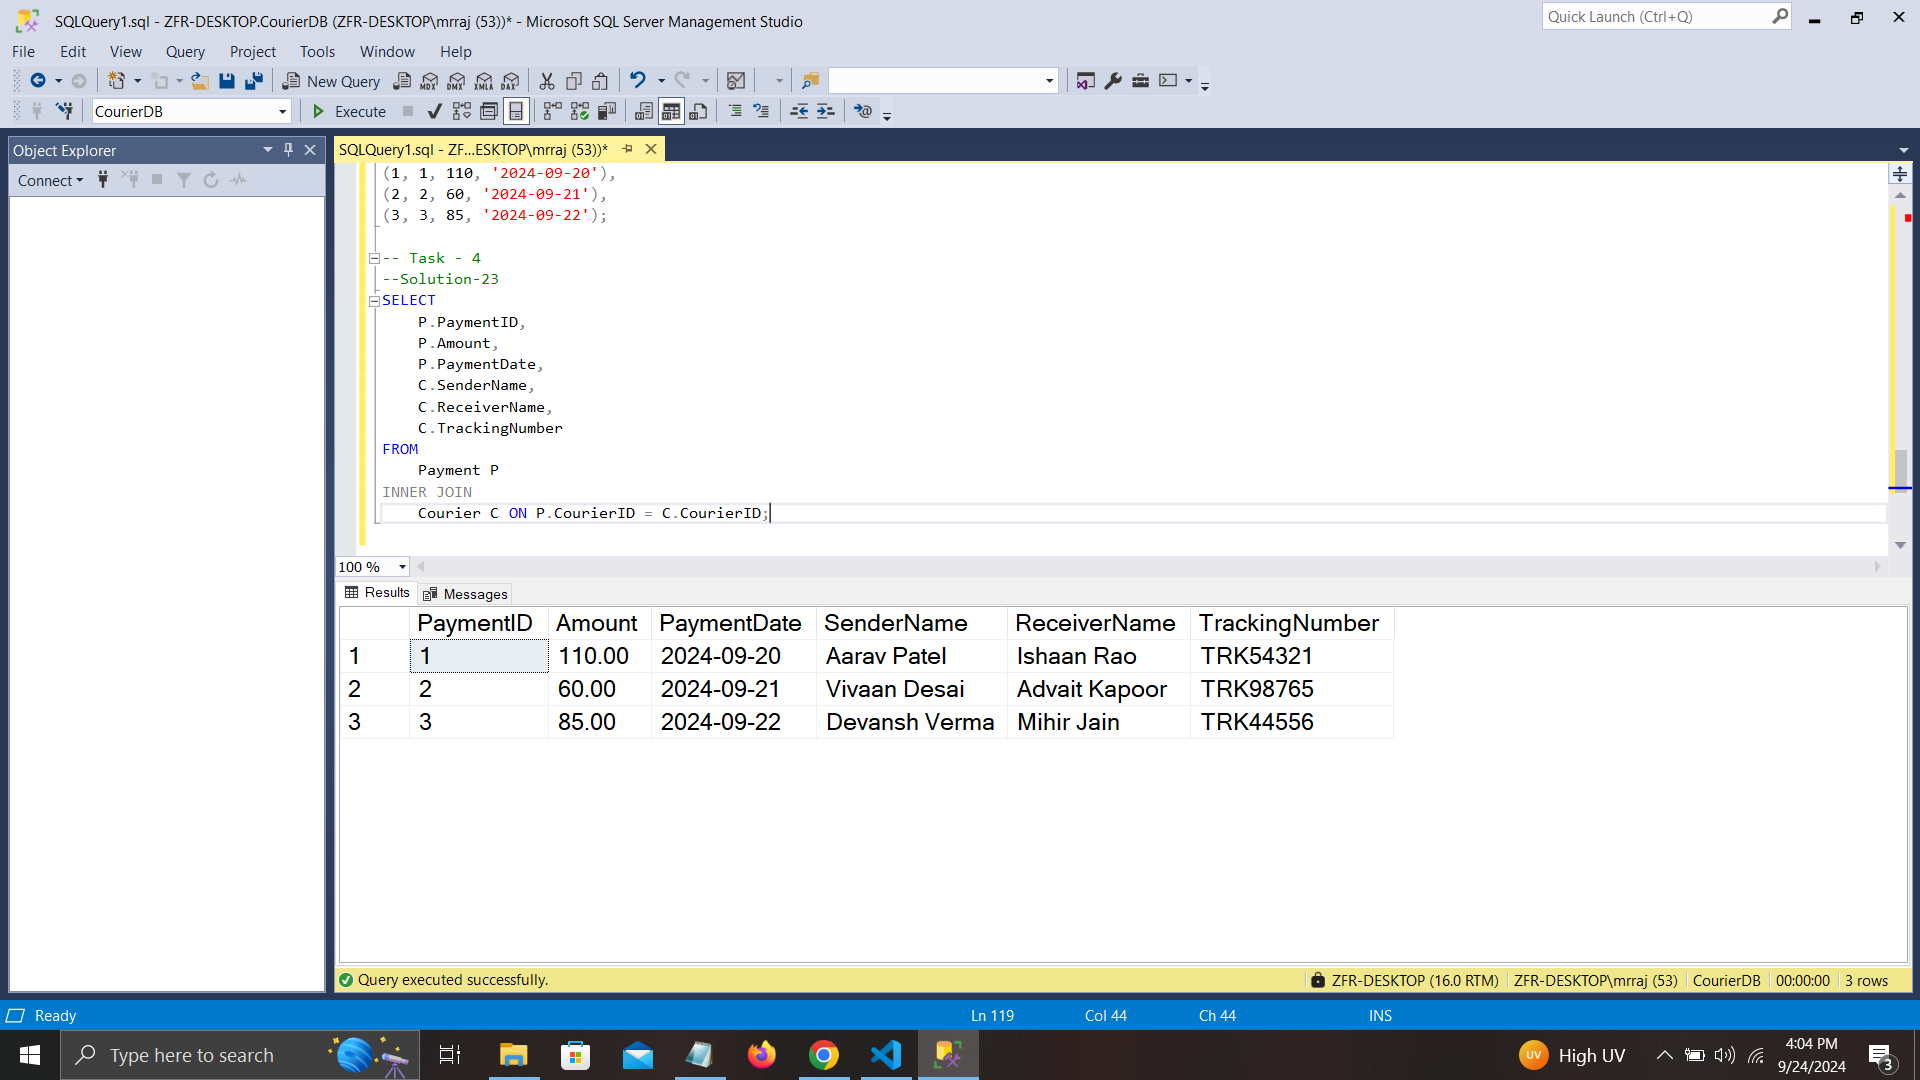 SQLQuery1.sql - ZFR-DESKTOP.CourierDB (ZFR-DESKTOP\mrraj (53))* - Microsoft SQL Server Management Studio
Quick Launch (Ctrl+Q)
File Edit View Query Project Tools Window Help
New Query MDX DMX XMLA DAX
CourierDB Execute
Object Explorer
Connect
SQLQuery1.sql - ZF...ESKTOP\mrraj (53))*
(1, 1, 110, '2024-09-20'),
(2, 2, 60, '2024-09-21'),
(3, 3, 85, '2024-09-22');
-- Task - 4
--Solution-23
SELECT
P.PaymentID,
P.Amount,
P.PaymentDate,
C.SenderName,
C.ReceiverName,
C.TrackingNumber
FROM
Payment P
INNER JOIN
Courier C ON P.CourierID = C.CourierID;
100 %
Results Messages
PaymentID Amount PaymentDate SenderName ReceiverName TrackingNumber
1 1 110.00 2024-09-20 Aarav Patel Ishaan Rao TRK54321
2 2 60.00 2024-09-21 Vivaan Desai Advait Kapoor TRK98765
3 3 85.00 2024-09-22 Devansh Verma Mihir Jain TRK44556
Query executed successfully. ZFR-DESKTOP (16.0 RTM) ZFR-DESKTOP\mrraj (53) CourierDB 00:00:00 3 rows
Ready Ln 119 Col 44 Ch 44 INS
Type here to search UV High UV 4:04 PM
9/24/2024 3